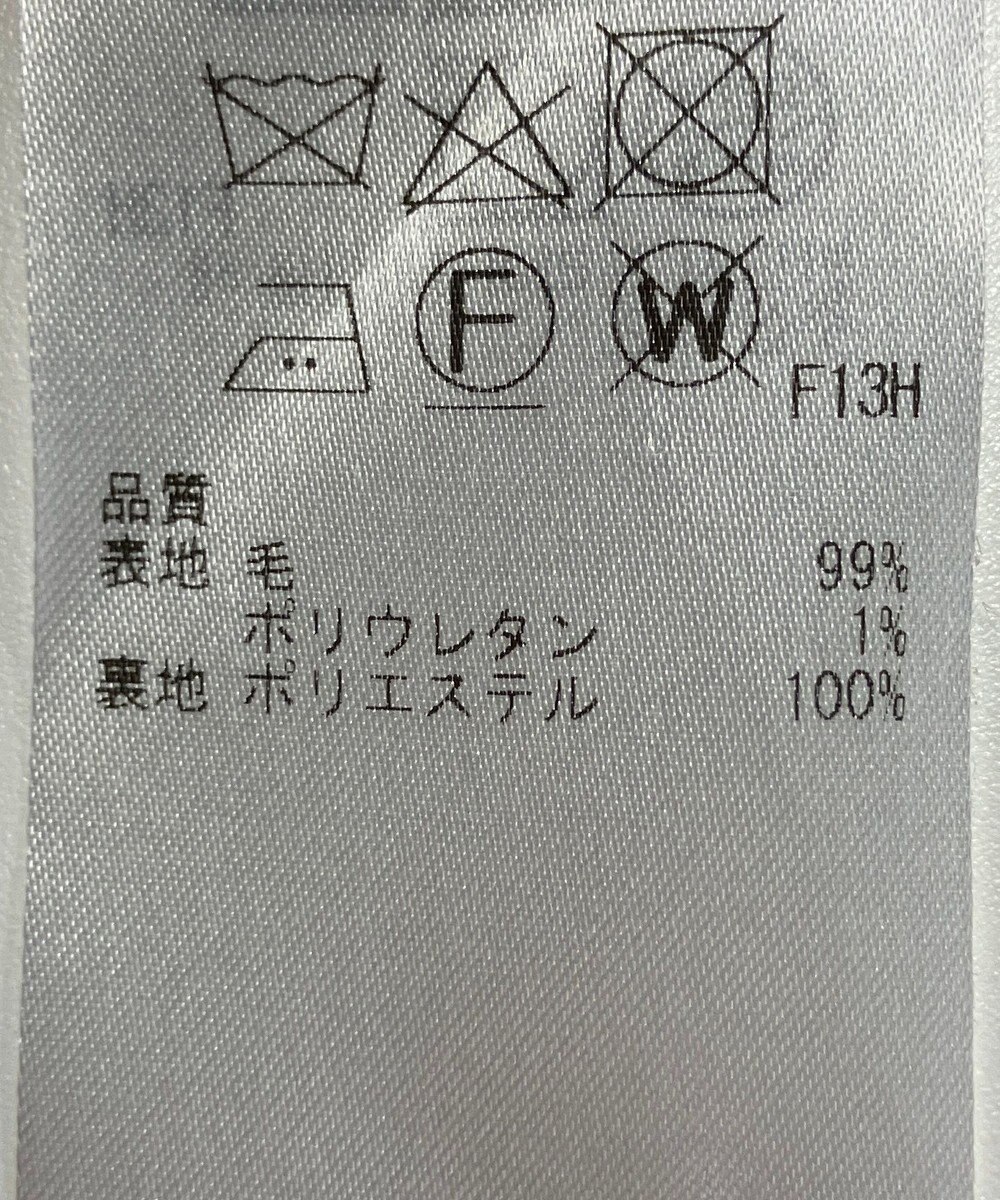 F W
F13H
品質
表地 毛 99%
ポリウレタン 1%
裏地 ポリエステル 100%